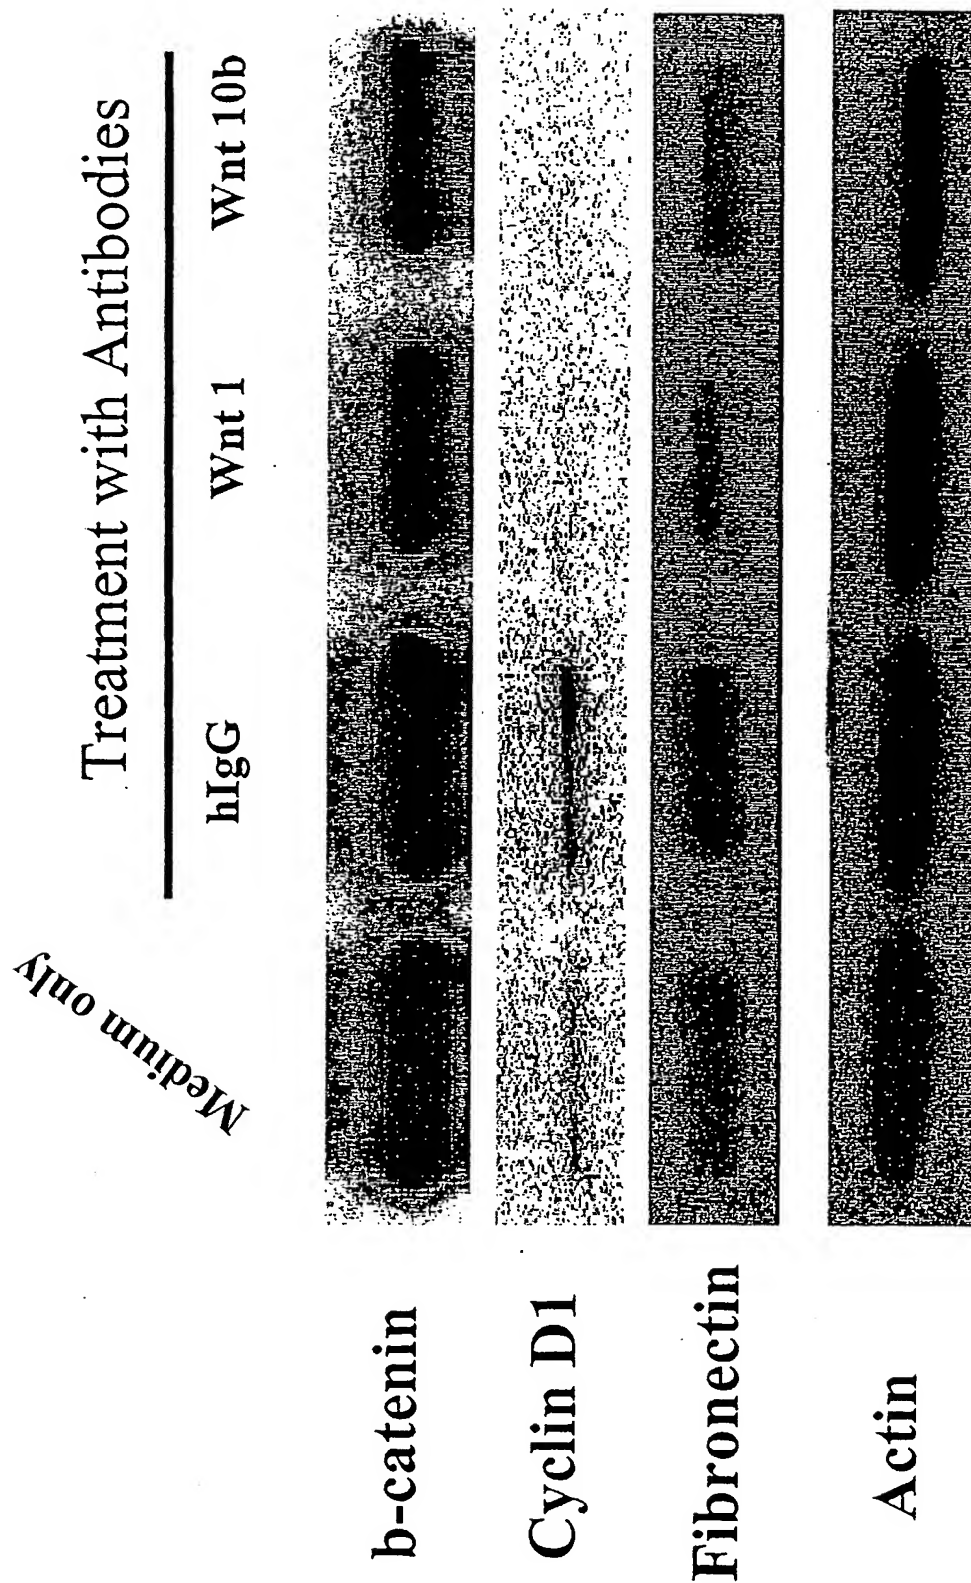 Treatment with Antibodies
Medium only
hIgG
Wnt 1
Wnt 10b
b-catenin
Cyclin D1
Fibronectin
Actin